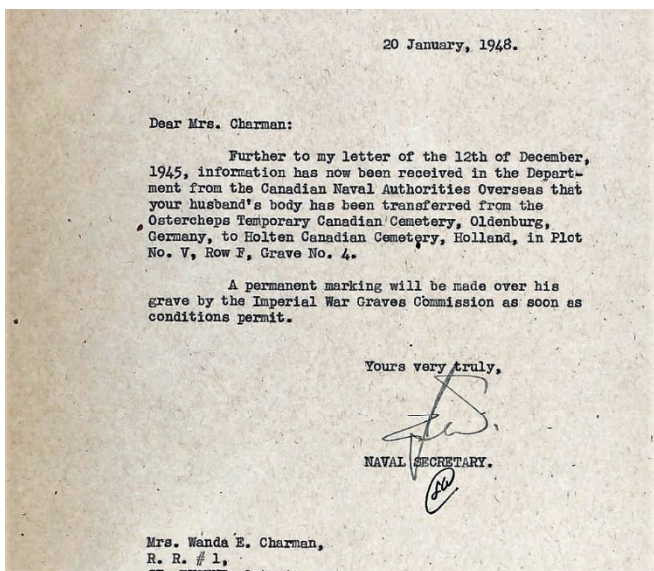 20 January, 1948.
Dear Mrs. Charman:
Further to my letter of the 12th of December,
1945, information has now been received in the Depart-
ment from the Canadian Naval Authorities Overseas that
your husband's body has been transferred from the
Ostercheps Temporary Canadian Cemetery, Oldenburg,
Germany, to Holten Canadian Cemetery, Holland, in Plot
No. V, Row F, Grave No. 4.
A permanent marking will be made over his
grave by the Imperial War Graves Commission as soon as
conditions permit.
Yours very truly,
NAVAL SECRETARY.
Mrs. Wanda E. Charman,
R. R. # 1,